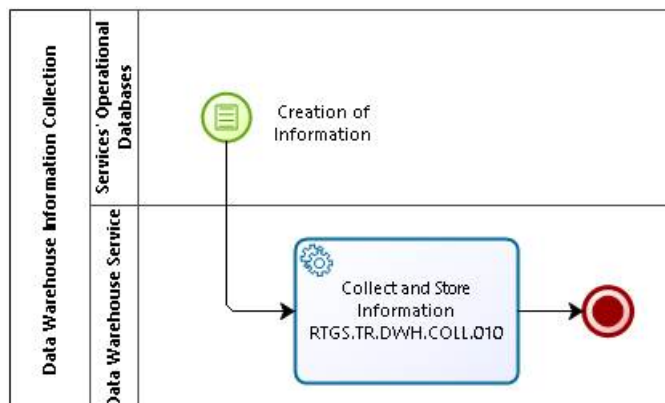 Data Warehouse Information Collection
Services' Operational
Databases
Creation of
Information
Data Warehouse Service
Collect and Store
Information
RTGS.TR.DWH.COLL.010